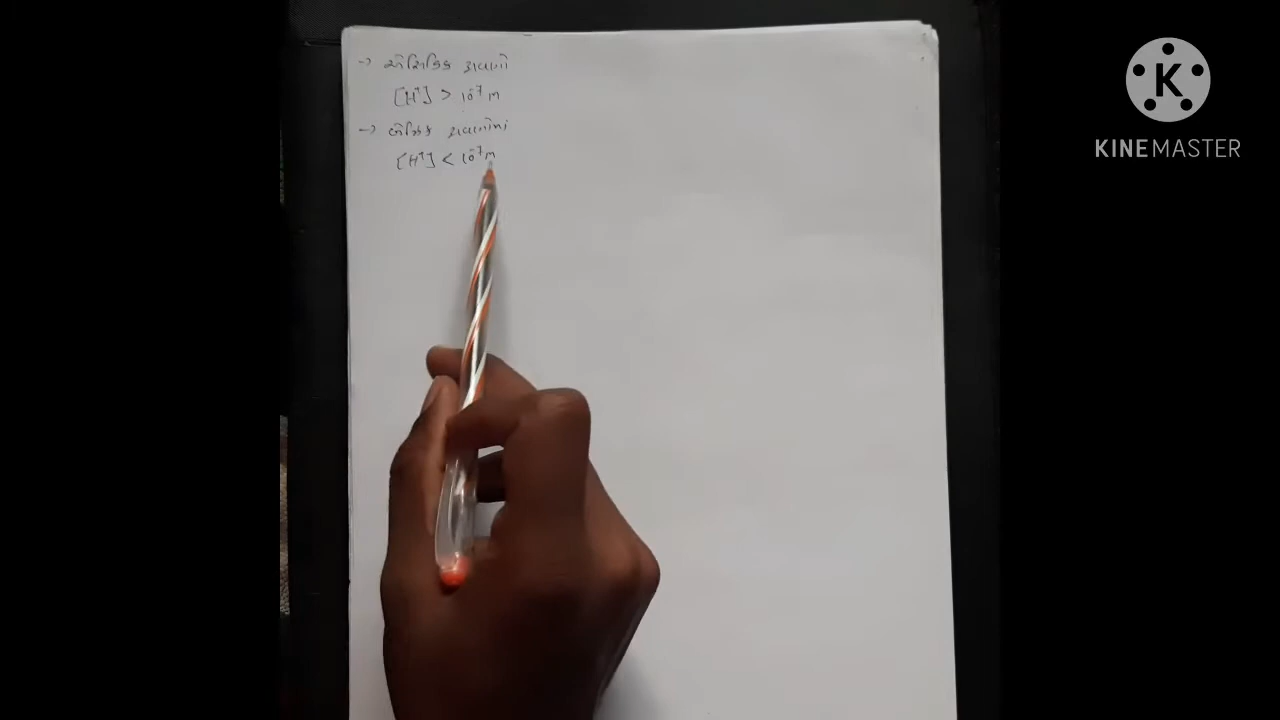 → એસિડિક દ્રાવણો
[H⁺] > 10⁻⁷ m
→ બેઝિક દ્રાવણોમાં
[H⁺] < 10⁻⁷ m
K
KINEMASTER